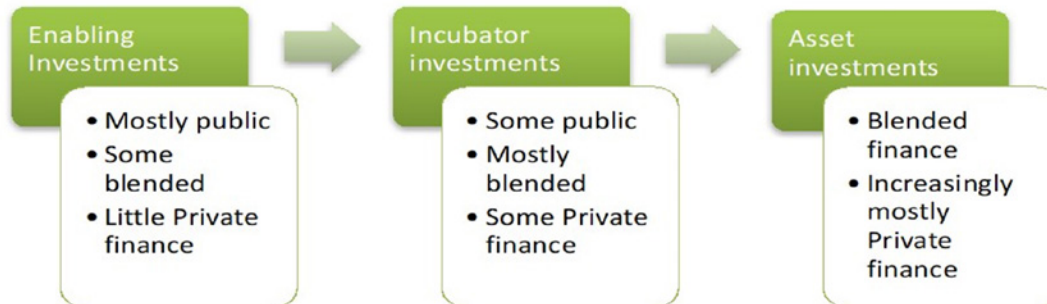 Enabling
Investments
• Mostly public
• Some
blended
• Little Private
finance
Incubator
investments
• Some public
• Mostly
blended
• Some Private
finance
Asset
investments
• Blended
finance
• Increasingly
mostly
Private
finance